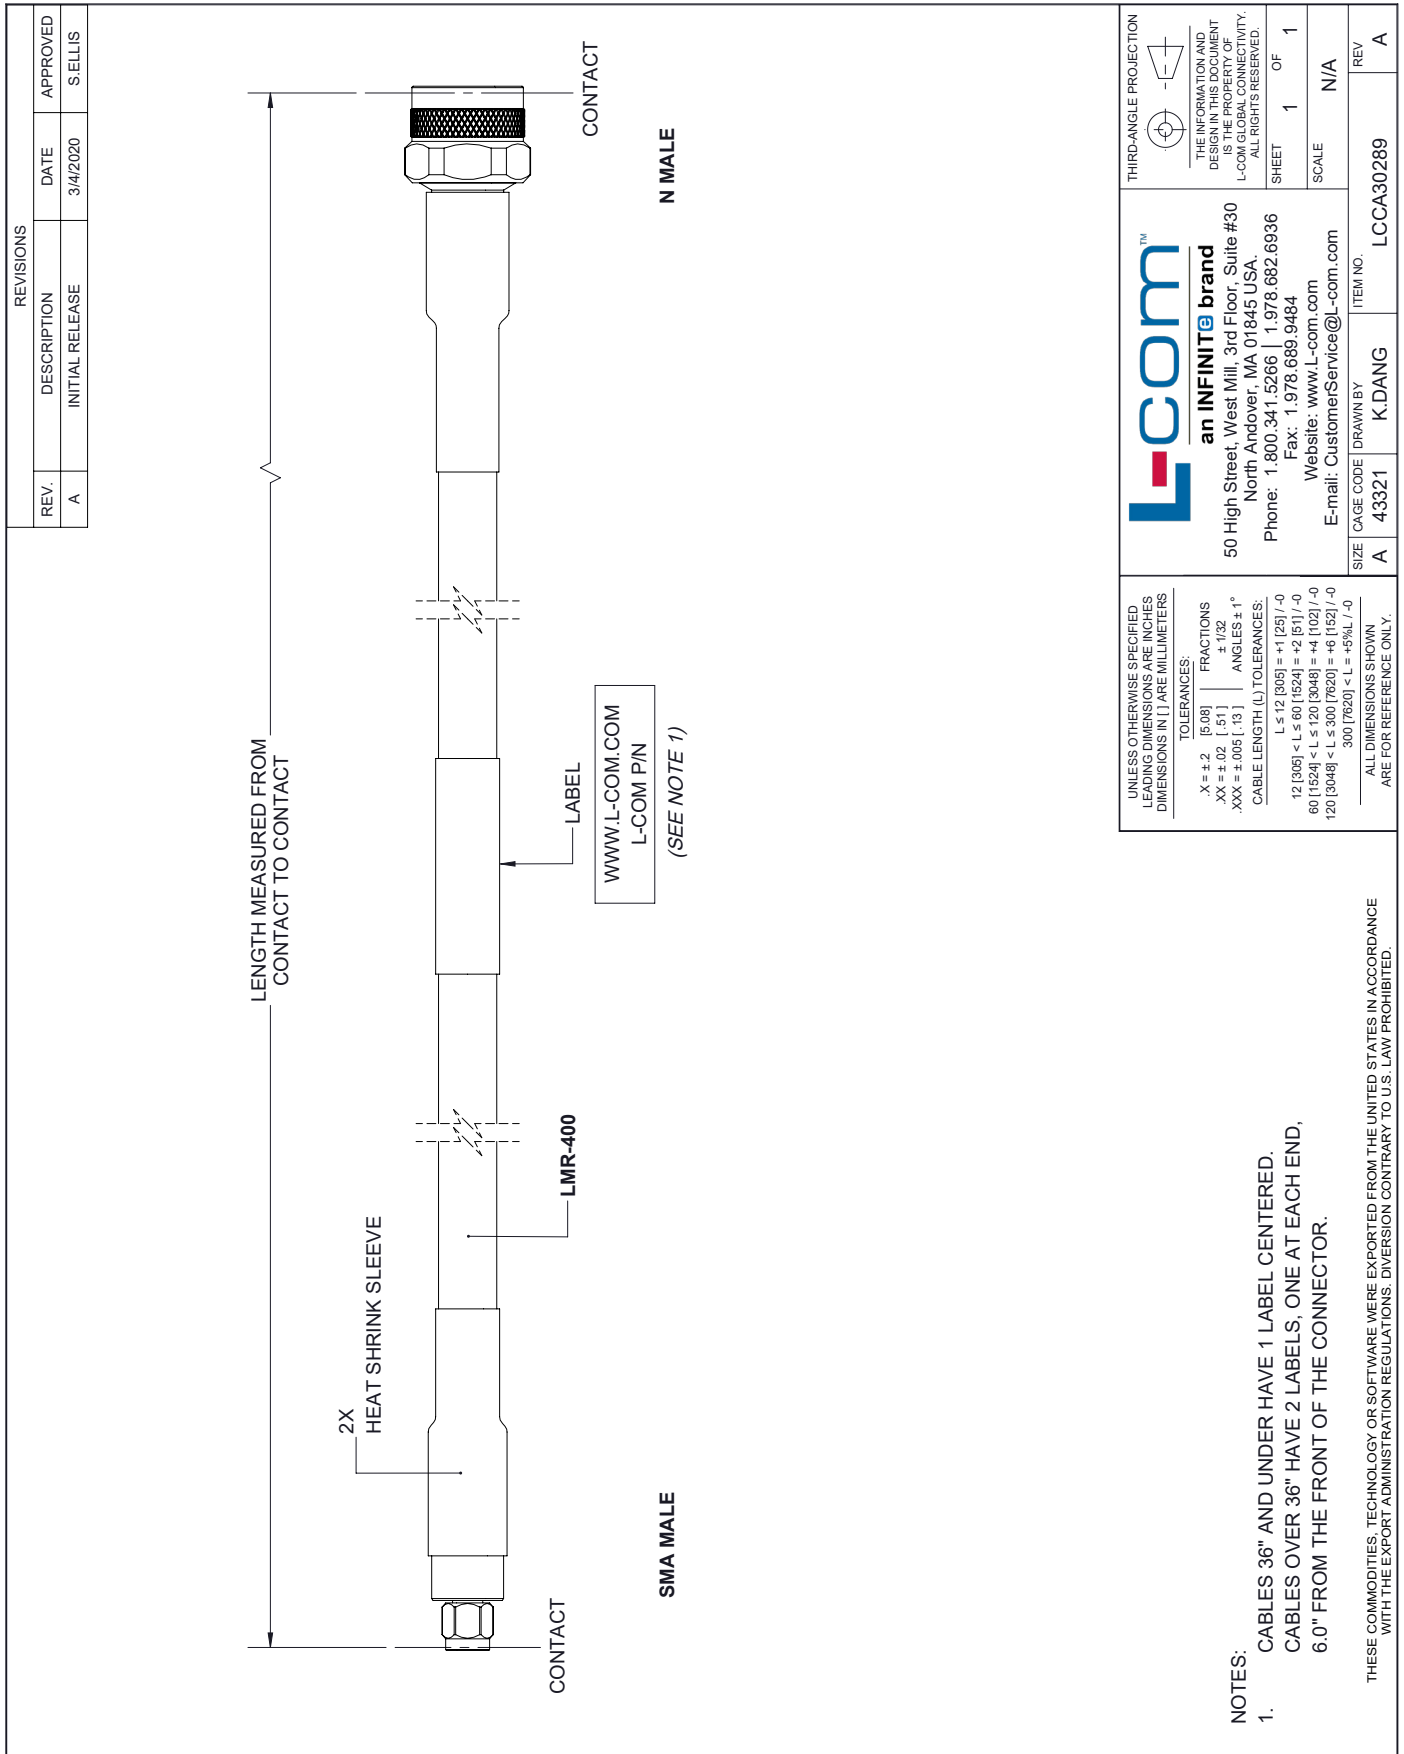 REVISIONS
REV. DESCRIPTION DATE APPROVED
A INITIAL RELEASE 3/4/2020 S.ELLIS
LENGTH MEASURED FROM
CONTACT TO CONTACT
2X
HEAT SHRINK SLEEVE
CONTACT
CONTACT
LMR-400
LABEL
WWW.L-COM.COM
L-COM P/N
(SEE NOTE 1)
SMA MALE
N MALE
NOTES:
1. CABLES 36" AND UNDER HAVE 1 LABEL CENTERED.
CABLES OVER 36" HAVE 2 LABELS, ONE AT EACH END,
6.0" FROM THE FRONT OF THE CONNECTOR.
THESE COMMODITIES, TECHNOLOGY OR SOFTWARE WERE EXPORTED FROM THE UNITED STATES IN ACCORDANCE
WITH THE EXPORT ADMINISTRATION REGULATIONS. DIVERSION CONTRARY TO U.S. LAW PROHIBITED.
UNLESS OTHERWISE SPECIFIED
LEADING DIMENSIONS ARE INCHES
DIMENSIONS IN [ ] ARE MILLIMETERS
TOLERANCES:
.X = ±.2 [5.08] FRACTIONS
.XX = ±.02 [.51] ± 1/32
.XXX = ±.005 [.13] ANGLES ± 1°
CABLE LENGTH (L) TOLERANCES:
L ≤ 12 [305] = +1 [25] / -0
12 [305] < L ≤ 60 [1524] = +2 [51] / -0
60 [1524] < L ≤ 120 [3048] = +4 [102] / -0
120 [3048] < L ≤ 300 [7620] = +6 [152] / -0
300 [7620] < L = +5%L / -0
ALL DIMENSIONS SHOWN
ARE FOR REFERENCE ONLY.
L-com™
an INFINITe brand
50 High Street, West Mill, 3rd Floor, Suite #30
North Andover, MA 01845 USA.
Phone: 1.800.341.5266 | 1.978.682.6936
Fax: 1.978.689.9484
Website: www.L-com.com
E-mail: CustomerService@L-com.com
THIRD-ANGLE PROJECTION
THE INFORMATION AND
DESIGN IN THIS DOCUMENT
IS THE PROPERTY OF
L-COM GLOBAL CONNECTIVITY.
ALL RIGHTS RESERVED.
SHEET 1 OF 1
SCALE N/A
SIZE A
CAGE CODE 43321
DRAWN BY K.DANG
ITEM NO. LCCA30289
REV A